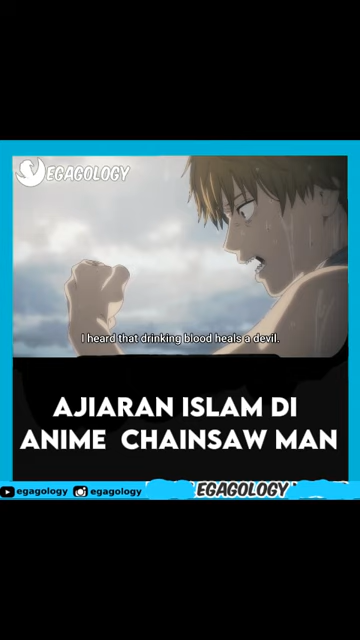 EGAGOLOGY
I heard that drinking blood heals a devil.
AJIARAN ISLAM DI
ANIME CHAINSAW MAN
egagology egagology EGAGOLOGY